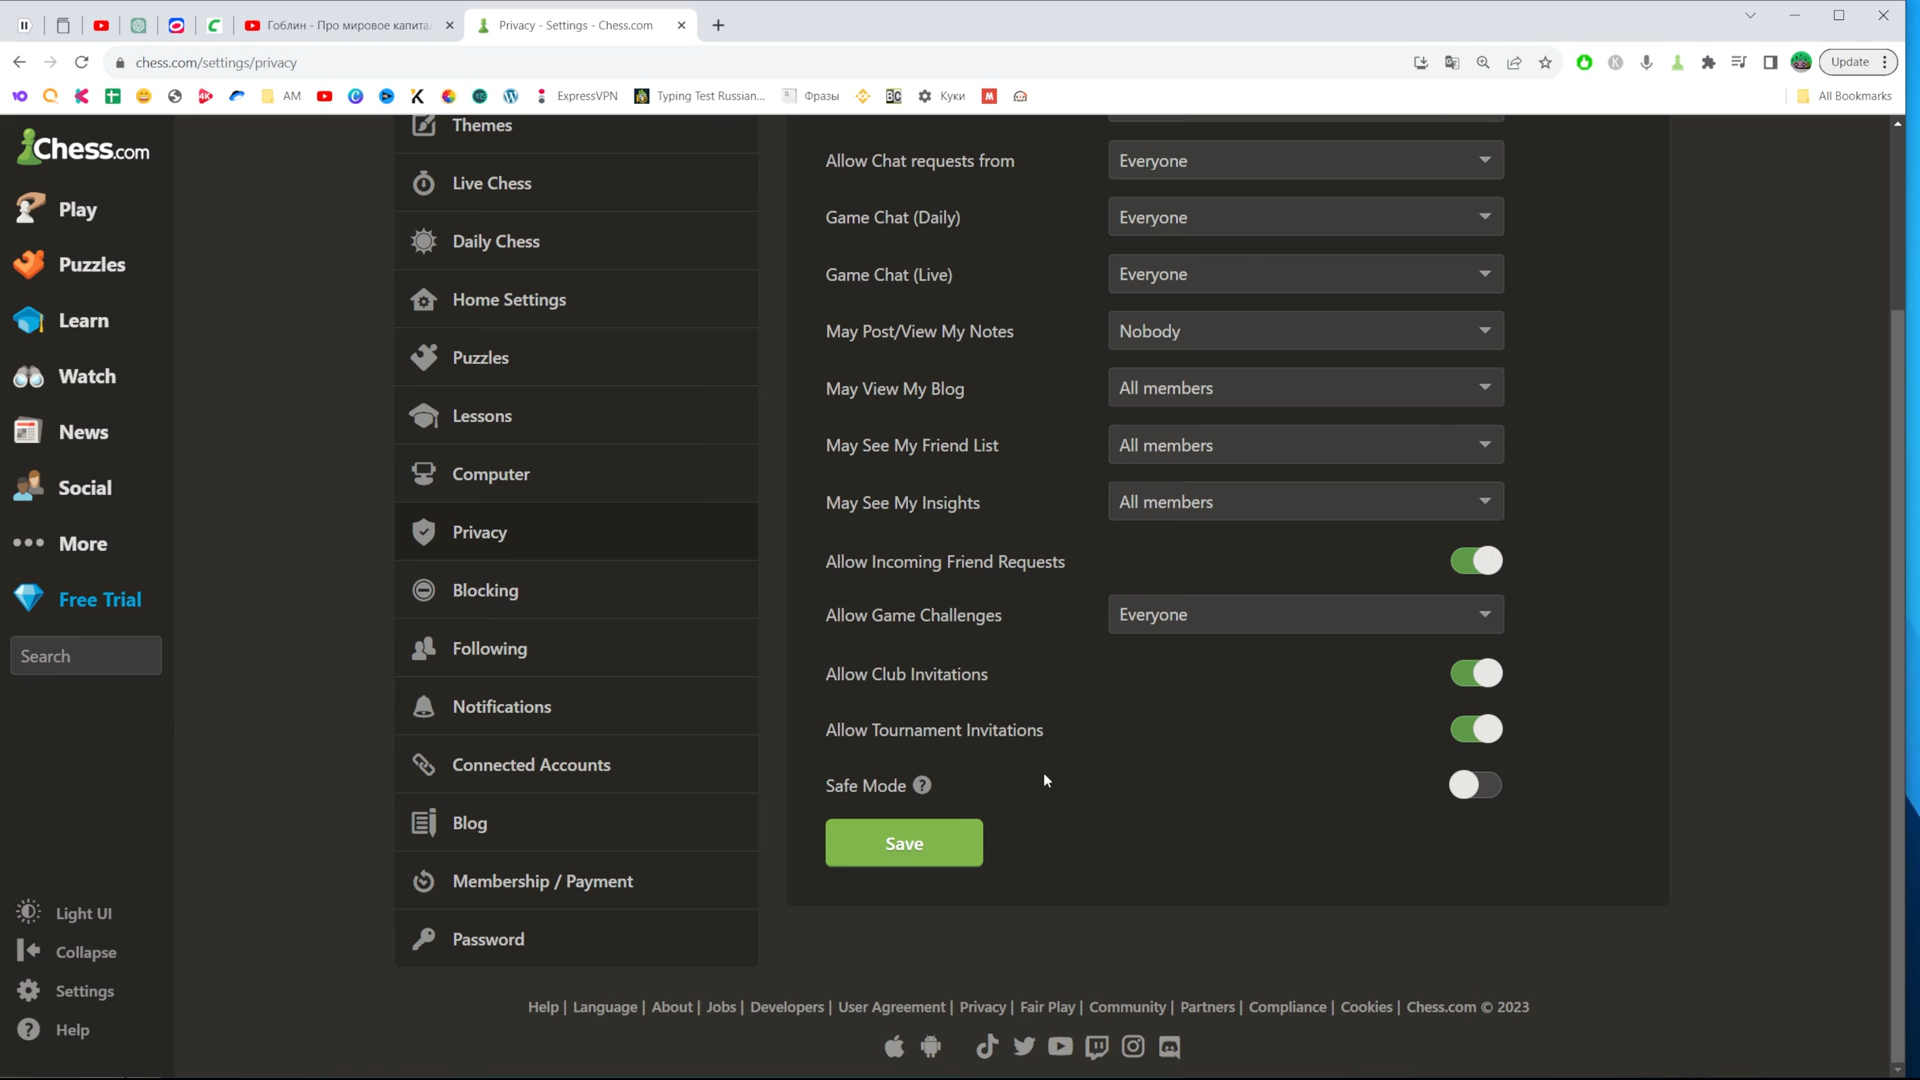 Гоблин - Про мировое капита
Privacy - Settings - Chess.com
chess.com/settings/privacy
Update
AM
ExpressVPN
Typing Test Russian...
Фразы
BC
Куки
All Bookmarks
Chess.com
Play
Puzzles
Learn
Watch
News
Social
More
Free Trial
Search
Light UI
Collapse
Settings
Help
Themes
Live Chess
Daily Chess
Home Settings
Puzzles
Lessons
Computer
Privacy
Blocking
Following
Notifications
Connected Accounts
Blog
Membership / Payment
Password
Allow Chat requests from Everyone
Game Chat (Daily) Everyone
Game Chat (Live) Everyone
May Post/View My Notes Nobody
May View My Blog All members
May See My Friend List All members
May See My Insights All members
Allow Incoming Friend Requests
Allow Game Challenges Everyone
Allow Club Invitations
Allow Tournament Invitations
Safe Mode ?
Save
Help | Language | About | Jobs | Developers | User Agreement | Privacy | Fair Play | Community | Partners | Compliance | Cookies | Chess.com © 2023